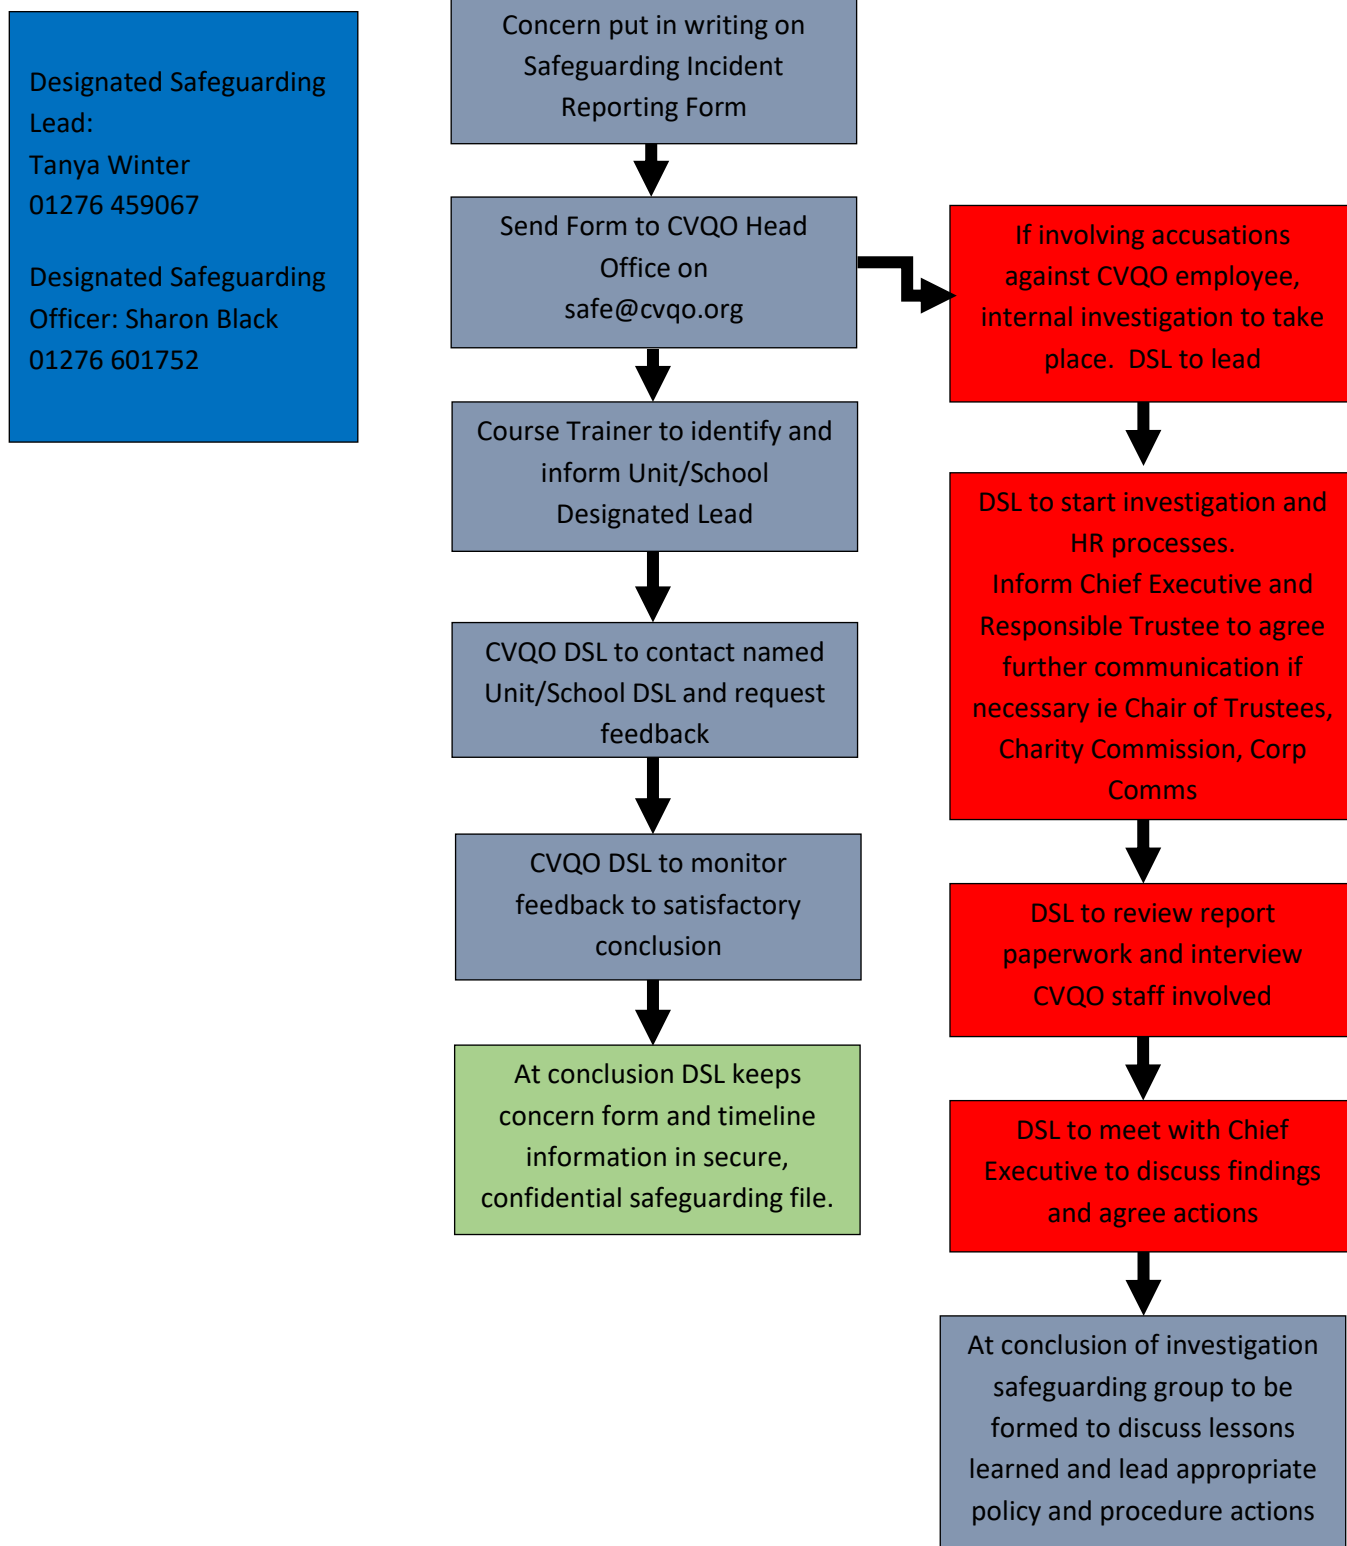 Designated Safeguarding
Lead:
Tanya Winter
01276 459067
Designated Safeguarding
Officer: Sharon Black
01276 601752
Concern put in writing on
Safeguarding Incident
Reporting Form
Send Form to CVQO Head
Office on
safe@cvqo.org
Course Trainer to identify and
inform Unit/School
Designated Lead
CVQO DSL to contact named
Unit/School DSL and request
feedback
CVQO DSL to monitor
feedback to satisfactory
conclusion
At conclusion DSL keeps
concern form and timeline
information in secure,
confidential safeguarding file.
If involving accusations
against CVQO employee,
internal investigation to take
place.  DSL to lead
DSL to start investigation and
HR processes.
Inform Chief Executive and
Responsible Trustee to agree
further communication if
necessary ie Chair of Trustees,
Charity Commission, Corp
Comms
DSL to review report
paperwork and interview
CVQO staff involved
DSL to meet with Chief
Executive to discuss findings
and agree actions
At conclusion of investigation
safeguarding group to be
formed to discuss lessons
learned and lead appropriate
policy and procedure actions